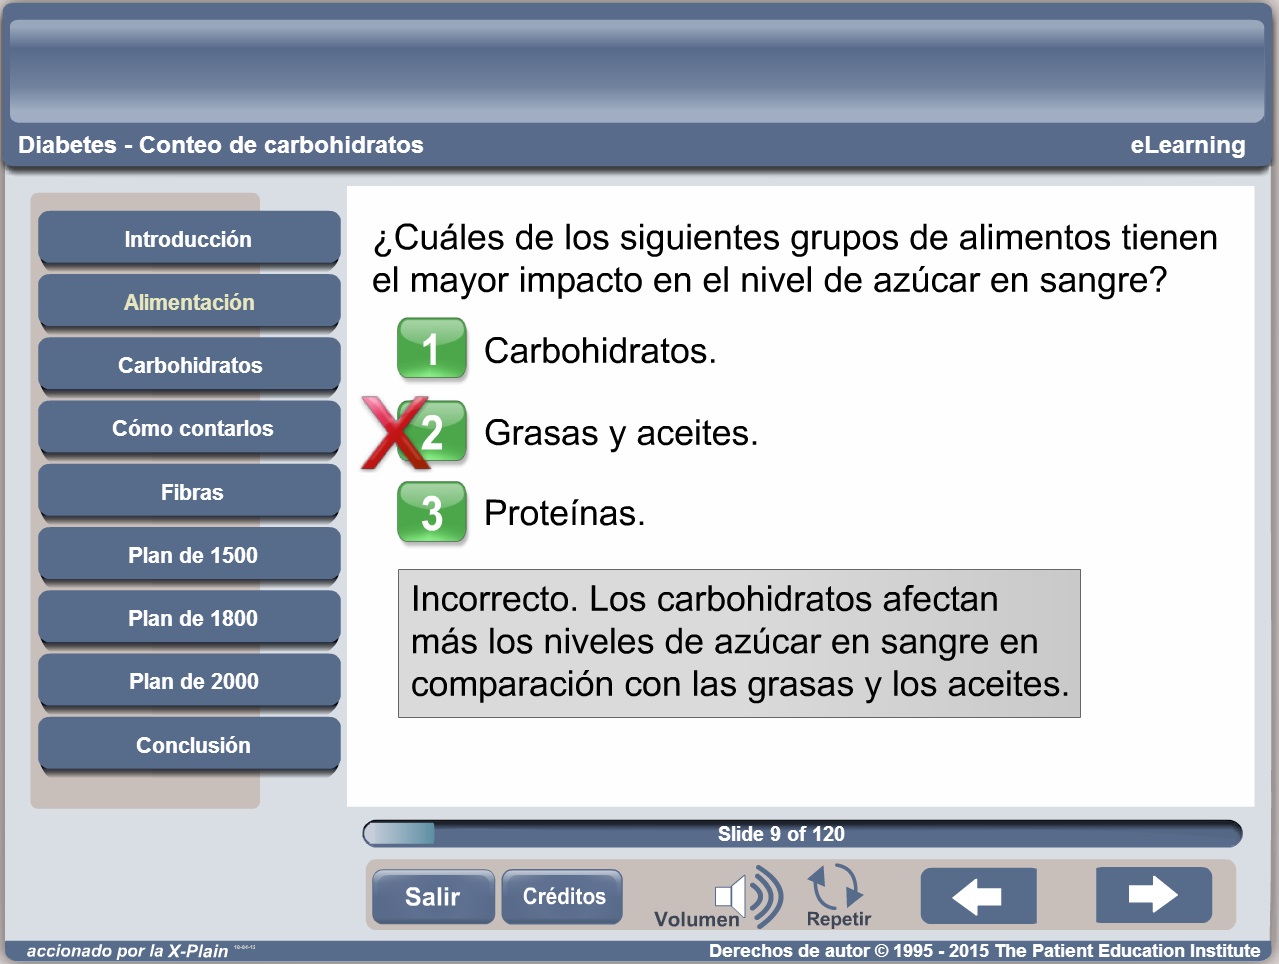 Diabetes - Conteo de carbohidratos
eLearning
Introducción
Alimentación
Carbohidratos
Cómo contarlos
Fibras
Plan de 1500
Plan de 1800
Plan de 2000
Conclusión
¿Cuáles de los siguientes grupos de alimentos tienen
el mayor impacto en el nivel de azúcar en sangre?
1 Carbohidratos.
X 2 Grasas y aceites.
3 Proteínas.
Incorrecto. Los carbohidratos afectan
más los niveles de azúcar en sangre en
comparación con las grasas y los aceites.
Slide 9 of 120
Salir
Créditos
Volumen
Repetir
accionado por la X-Plain
Derechos de autor © 1995 - 2015 The Patient Education Institute